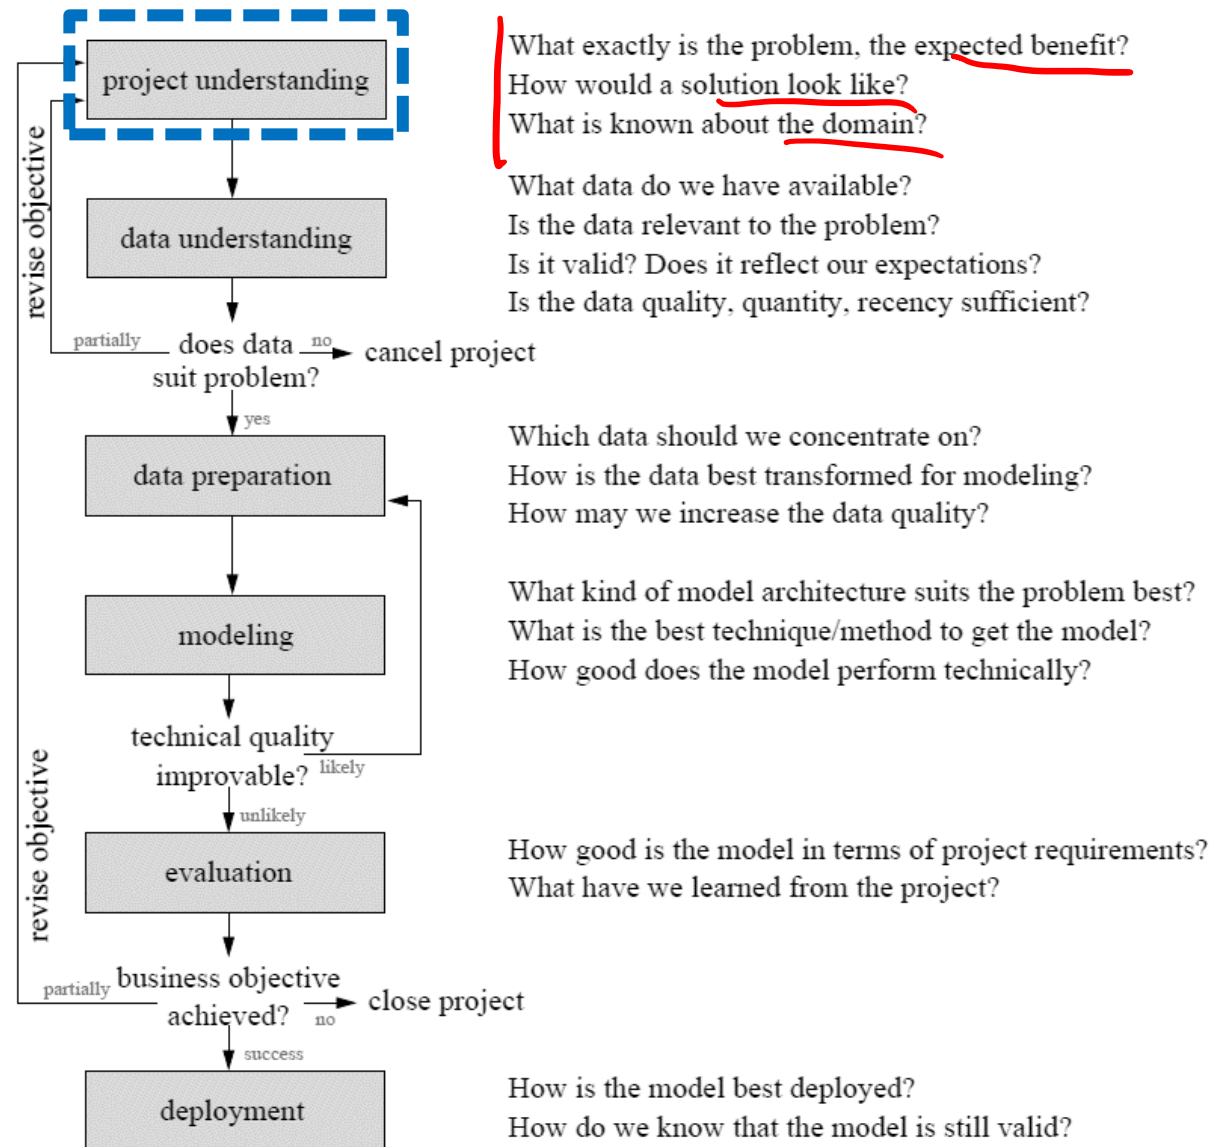 project understanding
What exactly is the problem, the expected benefit?
How would a solution look like?
What is known about the domain?
revise objective
data understanding
What data do we have available?
Is the data relevant to the problem?
Is it valid? Does it reflect our expectations?
Is the data quality, quantity, recency sufficient?
partially
does data
suit problem?
no
cancel project
yes
data preparation
Which data should we concentrate on?
How is the data best transformed for modeling?
How may we increase the data quality?
modeling
What kind of model architecture suits the problem best?
What is the best technique/method to get the model?
How good does the model perform technically?
technical quality
improvable?
likely
unlikely
revise objective
evaluation
How good is the model in terms of project requirements?
What have we learned from the project?
partially
business objective
achieved?
no
close project
success
deployment
How is the model best deployed?
How do we know that the model is still valid?